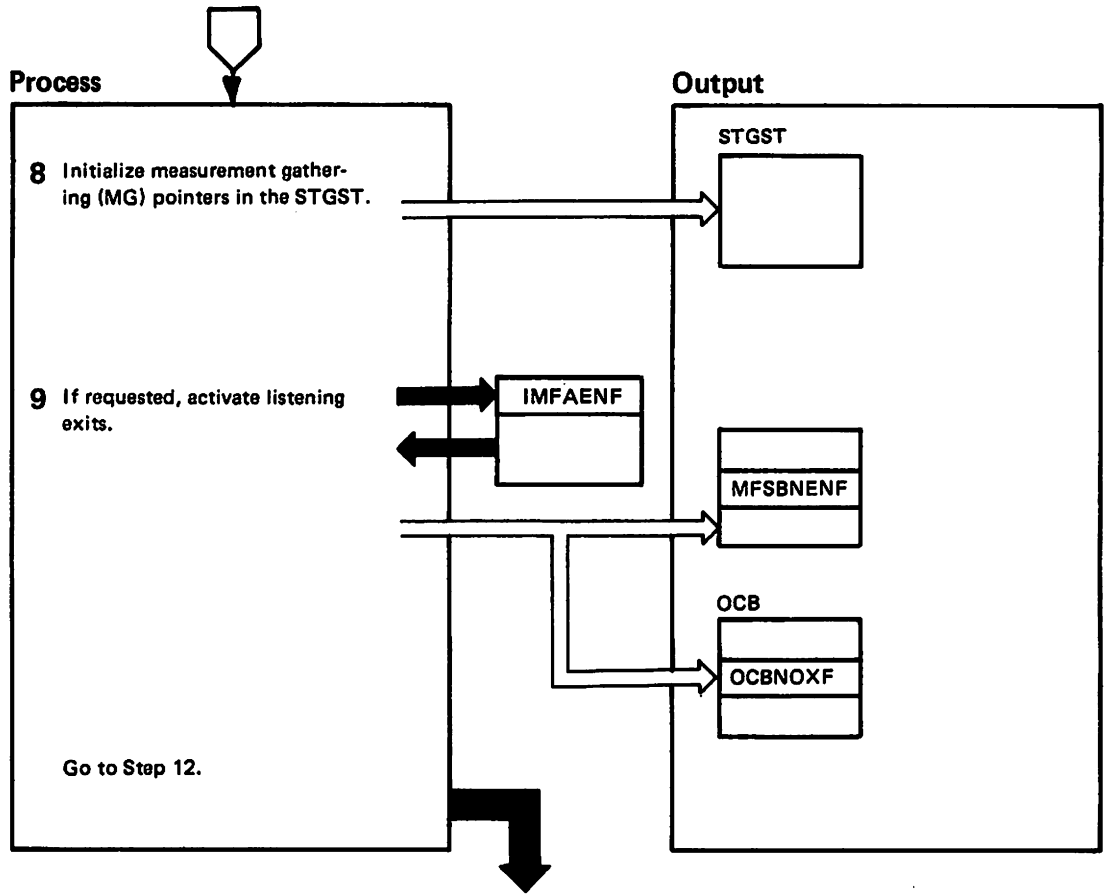 Process
8 Initialize measurement gather-
ing (MG) pointers in the STGST.
9 If requested, activate listening
exits.
Go to Step 12.
IMFAENF
Output
STGST
MFSBNENF
OCB
OCBNOXF